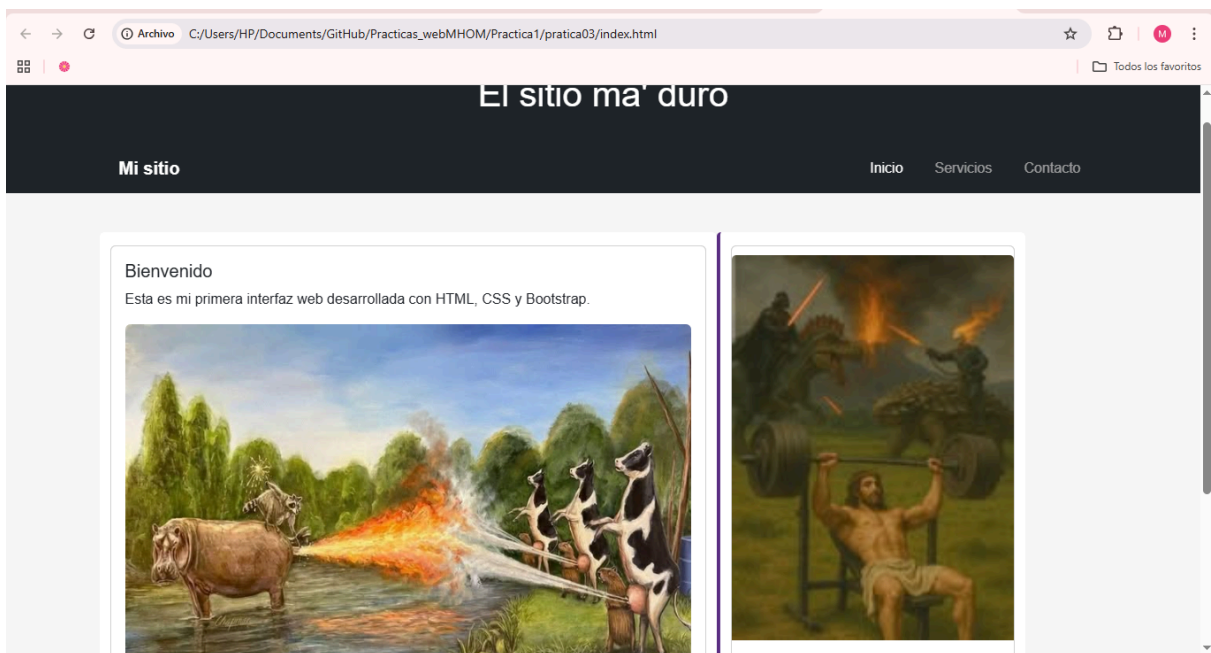 Archivo C:/Users/HP/Documents/GitHub/Practicas_webMHOM/Practica1/pratica03/index.html
M
Todos los favoritos
El sitio ma' duro
Mi sitio Inicio Servicios Contacto
Bienvenido
Esta es mi primera interfaz web desarrollada con HTML, CSS y Bootstrap.